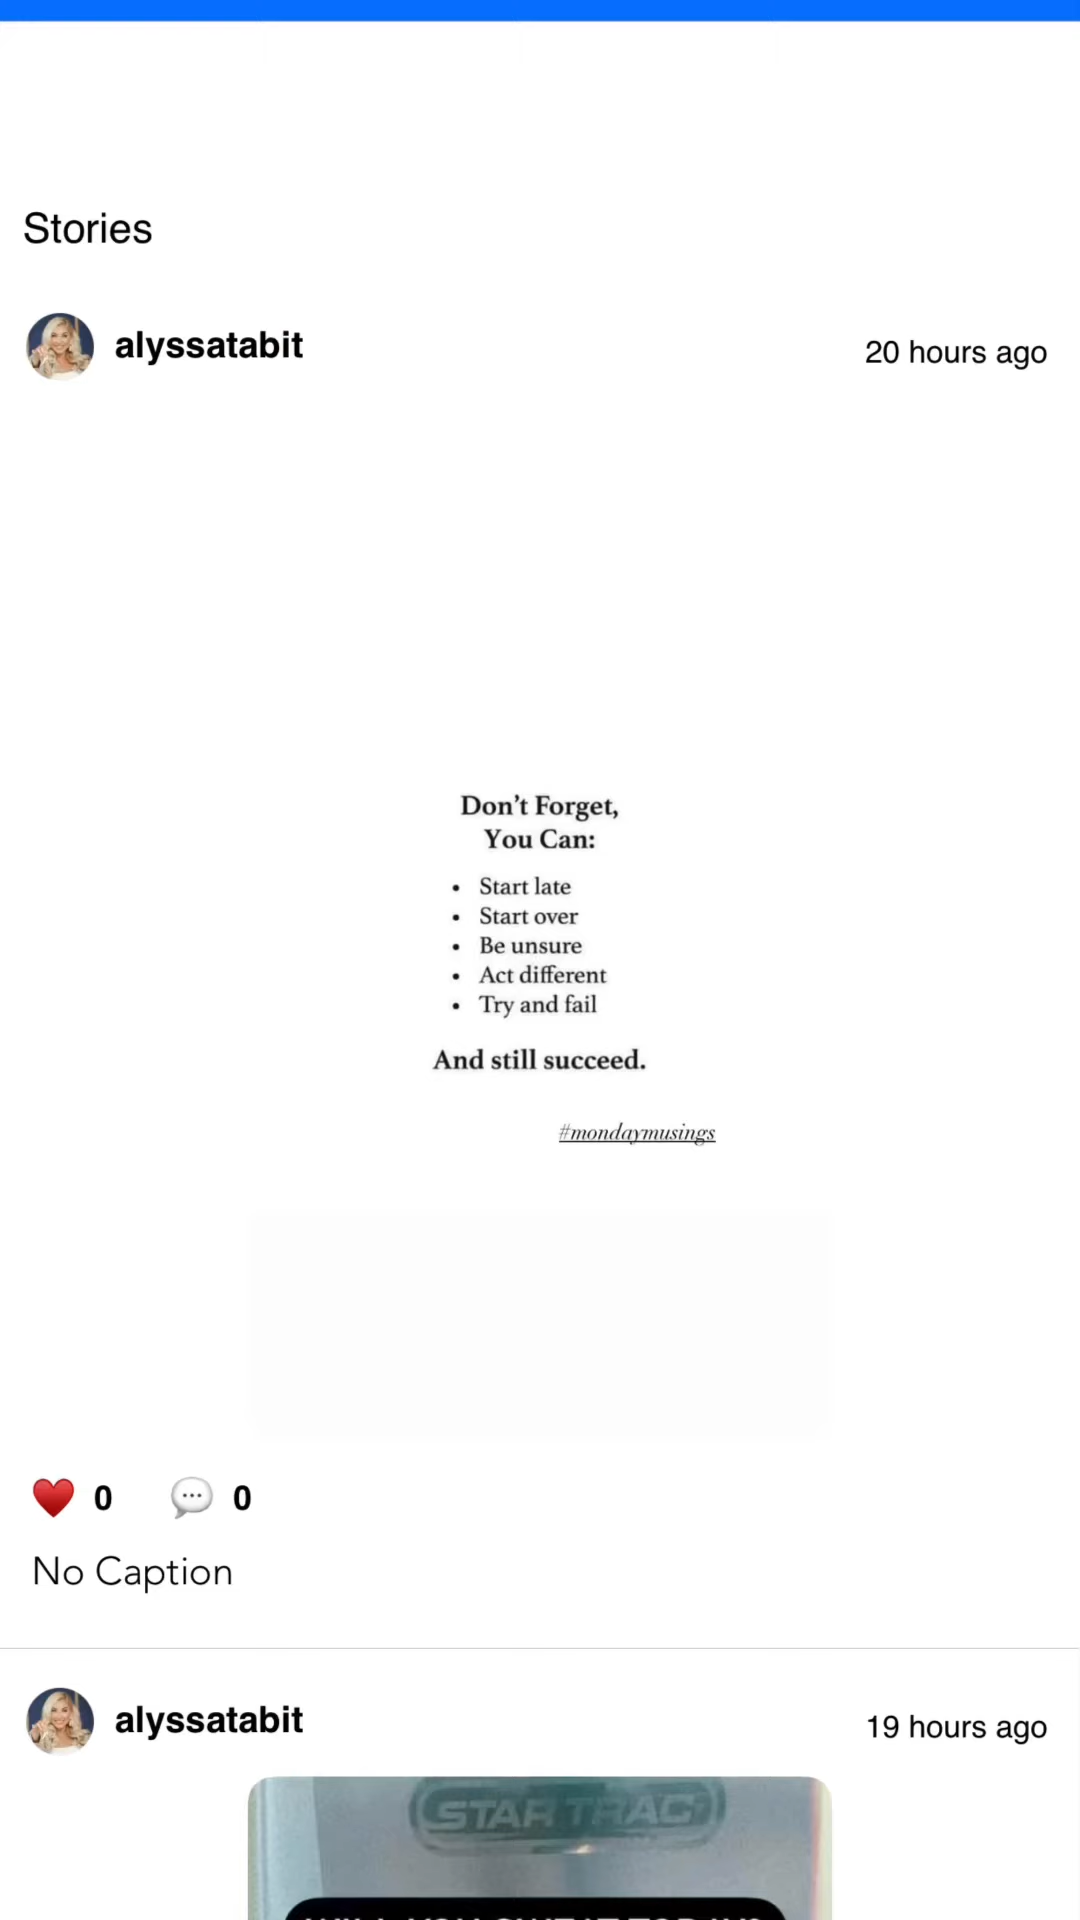 Stories
alyssatabit
20 hours ago
Don't Forget,
You Can:
• Start late
• Start over
• Be unsure
• Act different
• Try and fail
And still succeed.
#mondaymusings
0
0
No Caption
alyssatabit
19 hours ago
STAR TRAC